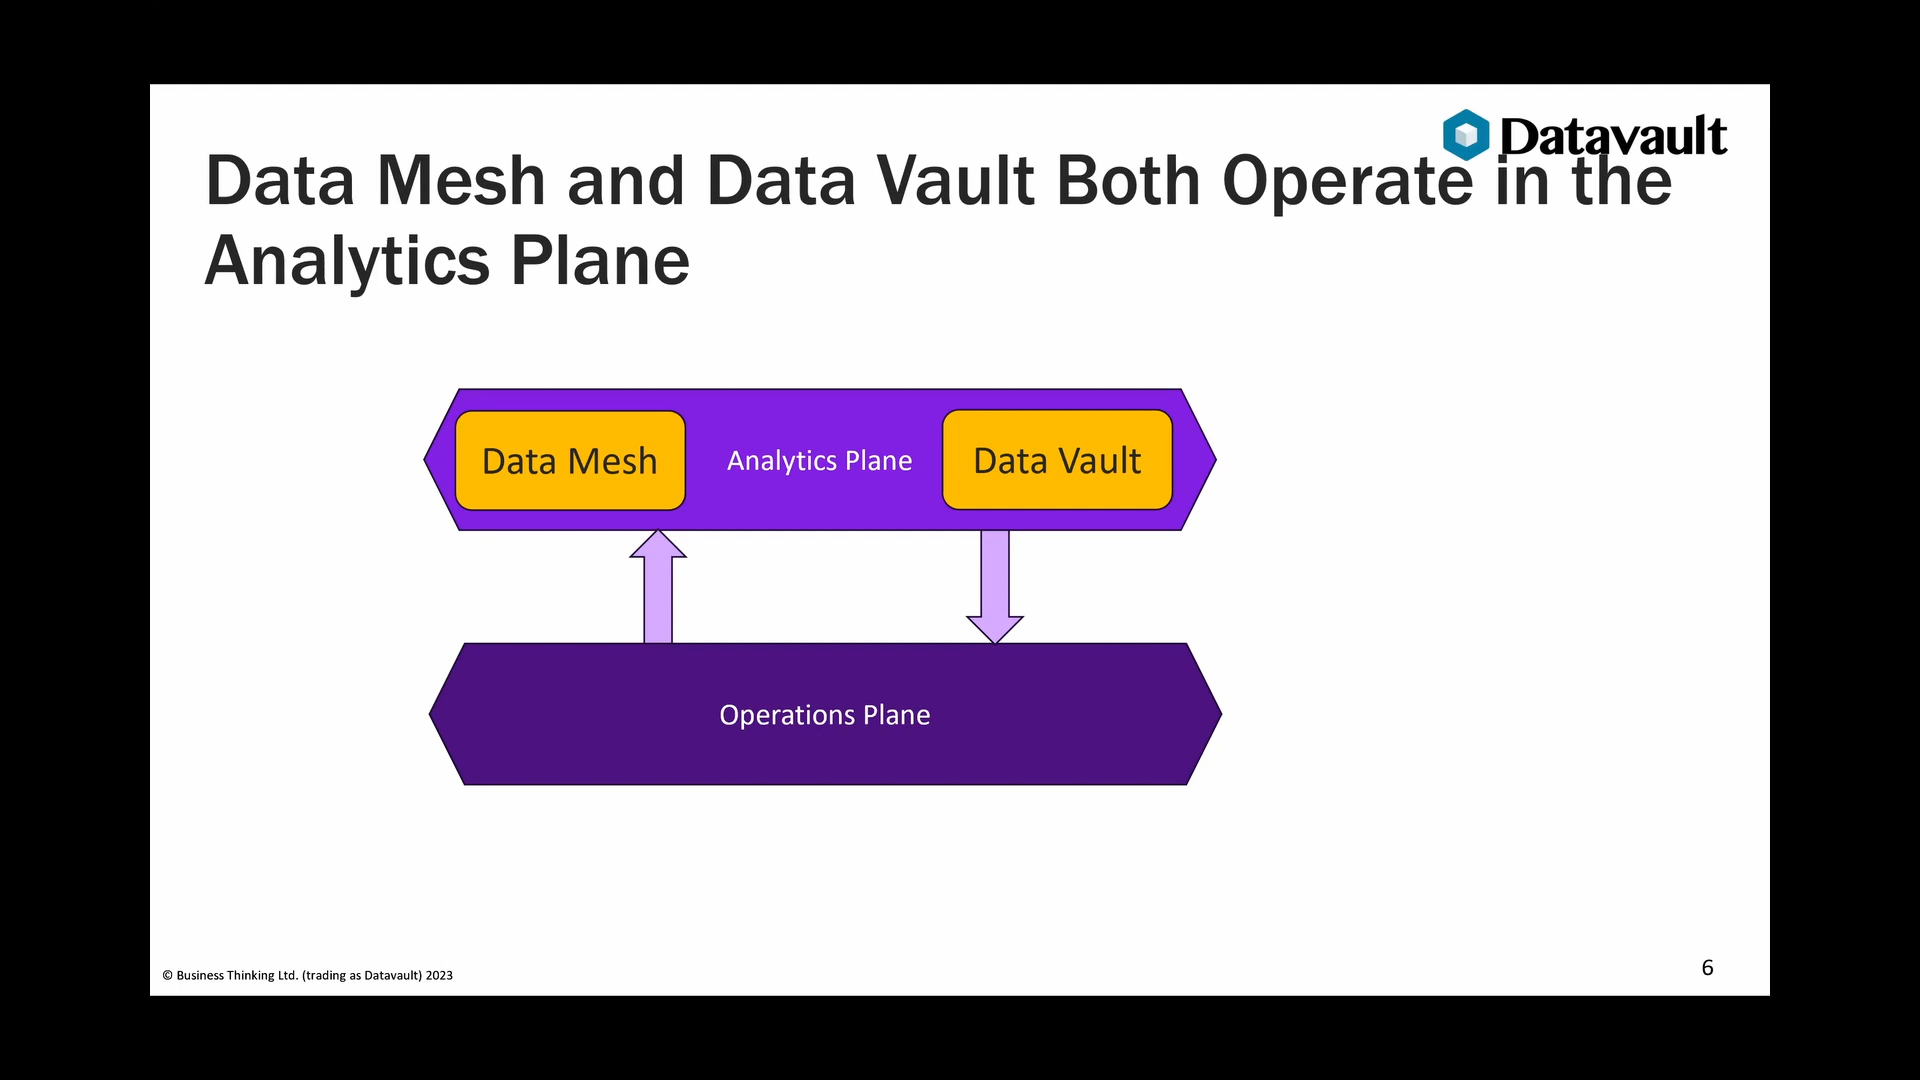 Datavault
Data Mesh and Data Vault Both Operate in the
Analytics Plane
Data Mesh
Analytics Plane
Data Vault
Operations Plane
© Business Thinking Ltd. (trading as Datavault) 2023
6